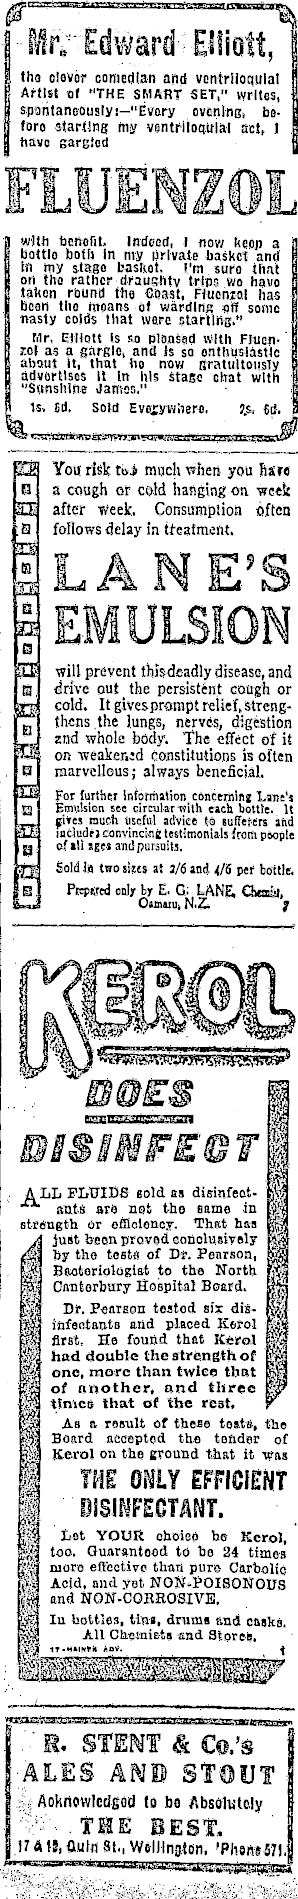 Mr. Edward Elliott,
the clever comedian and ventriloquial
Artist of "THE SMART SET," writes,
spontaneously:—"Every evening, be-
fore starting my ventriloquial act, I
have gargled
FLUENZOL
with benefit. Indeed, I now keep a
bottle both in my private basket and
in my stage basket. I'm sure that
on the rather draughty trips we have
taken round the Coast, Fluenzol has
been the means of warding off some
nasty colds that were starting."
Mr. Elliott is so pleased with Fluen-
zol as a gargle, and is so enthusiastic
about it, that he now gratuitously
advertises it in his stage chat with
"Sunshine James."
1s. 6d. Sold Everywhere. 2s. 6d.
You risk too much when you have
a cough or cold hanging on week
after week. Consumption often
follows delay in treatment.
LANE'S
EMULSION
will prevent this deadly disease, and
drive out the persistent cough or
cold. It gives prompt relief, streng-
thens the lungs, nerves, digestion
and whole body. The effect of it
on weakened constitutions is often
marvellous; always beneficial.
For further information concerning Lane's
Emulsion see circular with each bottle. It
gives much useful advice to sufferers and
includes convincing testimonials from people
of all ages and pursuits.
Sold in two sizes at 2/6 and 4/6 per bottle.
Prepared only by E. G. LANE, Chemist,
Oamaru, N.Z. 7
KEROL
DOES
DISINFECT
ALL FLUIDS sold as disinfect-
ants are not the same in
strength or efficiency. That has
just been proved conclusively
by the tests of Dr. Pearson,
Bacteriologist to the North
Canterbury Hospital Board.
Dr. Pearson tested six dis-
infectants and placed Kerol
first. He found that Kerol
had double the strength of
one, more than twice that
of another, and three
times that of the rest.
As a result of these tests, the
Board accepted the tender of
Kerol on the ground that it was
THE ONLY EFFICIENT
DISINFECTANT.
Let YOUR choice be Kerol,
too. Guaranteed to be 24 times
more effective than pure Carbolic
Acid, and yet NON-POISONOUS
and NON-CORROSIVE.
In bottles, tins, drums and casks.
All Chemists and Stores.
17-HAINES ADV. 1
R. STENT & Co.'s
ALES AND STOUT
Acknowledged to be Absolutely
THE BEST.
17 & 19, Quin St., Wellington. 'Phone 571.